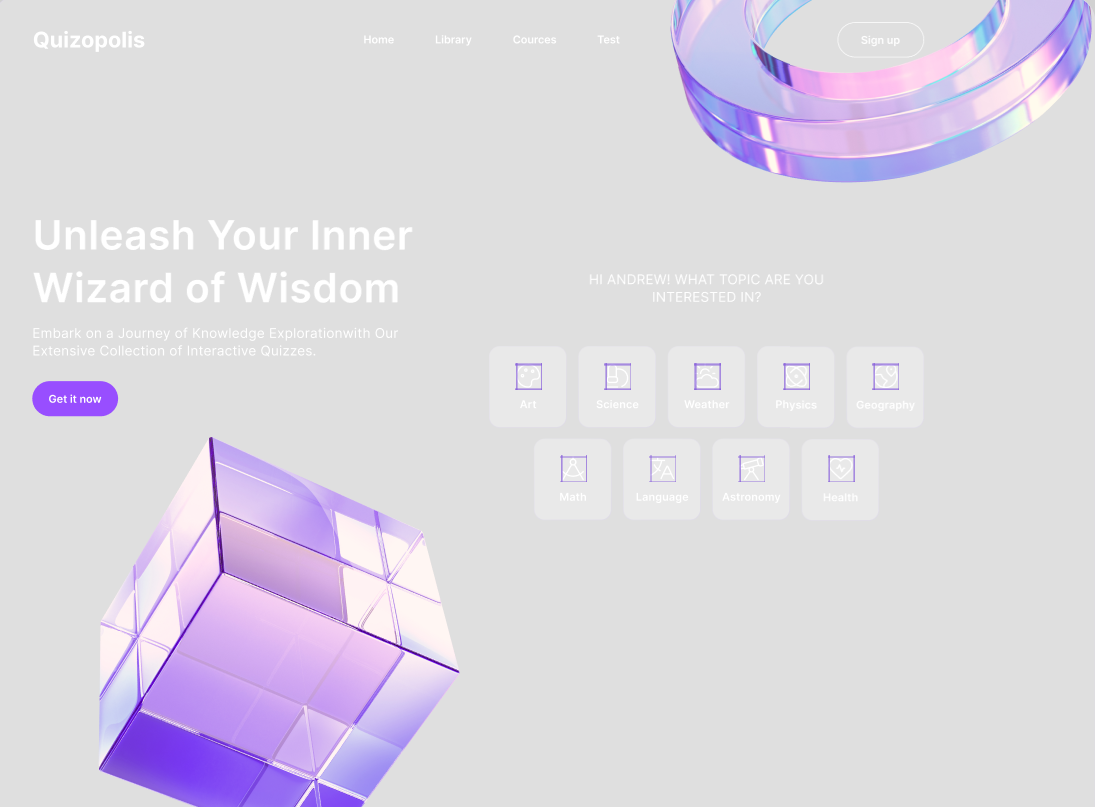 Quizopolis
Home
Library
Cources
Test
Sign up
Unleash Your Inner
Wizard of Wisdom
Embark on a Journey of Knowledge Explorationwith Our
Extensive Collection of Interactive Quizzes.
Get it now
HI ANDREW! WHAT TOPIC ARE YOU
INTERESTED IN?
Art
Science
Weather
Physics
Geography
Math
Language
Astronomy
Health